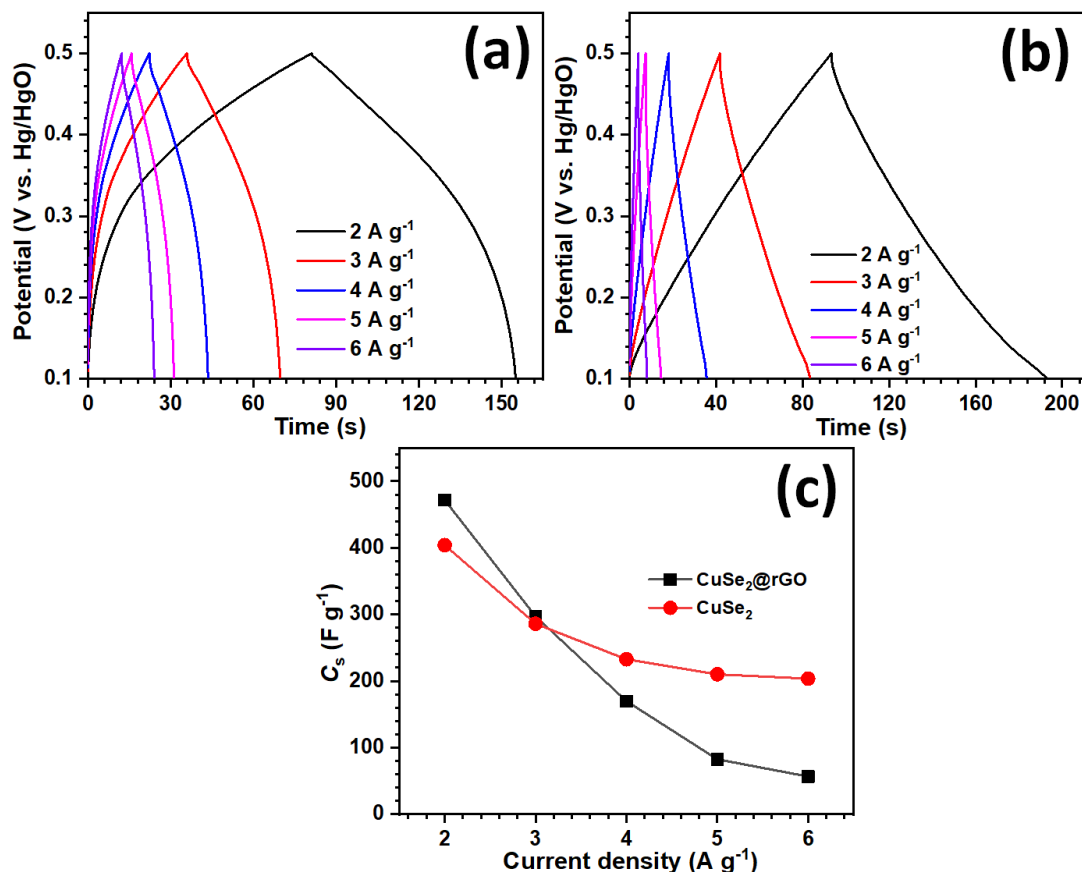 (a)
0.5
0.4
0.3
0.2
0.1
Potential (V vs. Hg/HgO)
2 A g⁻¹
3 A g⁻¹
4 A g⁻¹
5 A g⁻¹
6 A g⁻¹
0 30 60 90 120 150
Time (s)
(b)
0.5
0.4
0.3
0.2
0.1
Potential (V vs. Hg/HgO)
2 A g⁻¹
3 A g⁻¹
4 A g⁻¹
5 A g⁻¹
6 A g⁻¹
0 40 80 120 160 200
Time (s)
(c)
500
400
300
200
100
0
Cₛ (F g⁻¹)
CuSe₂@rGO
CuSe₂
2 3 4 5 6
Current density (A g⁻¹)